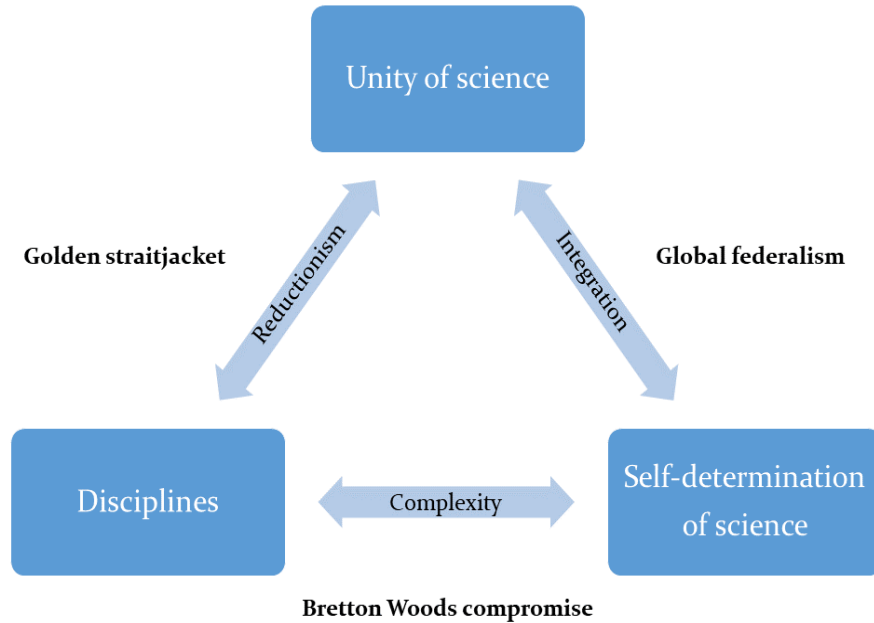 Unity of science
Golden straitjacket
Reductionism
Integration
Global federalism
Disciplines
Complexity
Self-determination
of science
Bretton Woods compromise